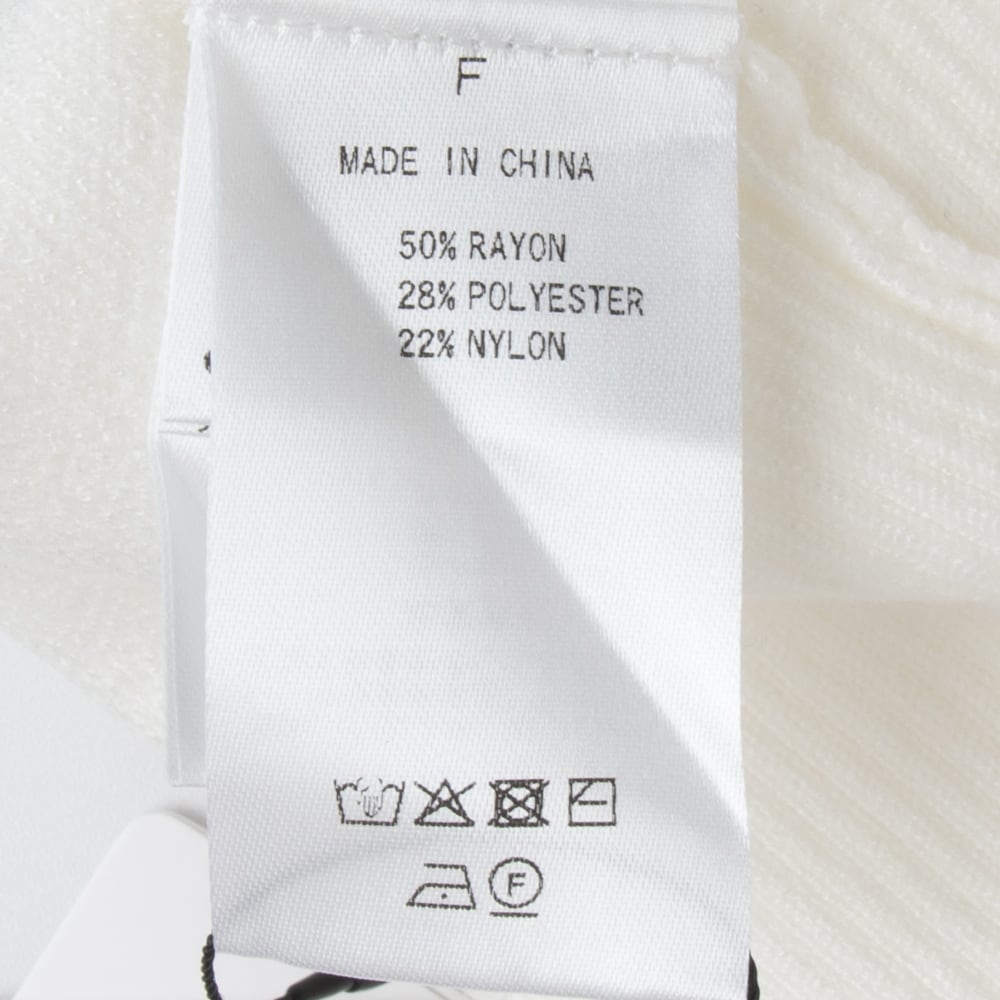 F
MADE IN CHINA
50% RAYON
28% POLYESTER
22% NYLON
F